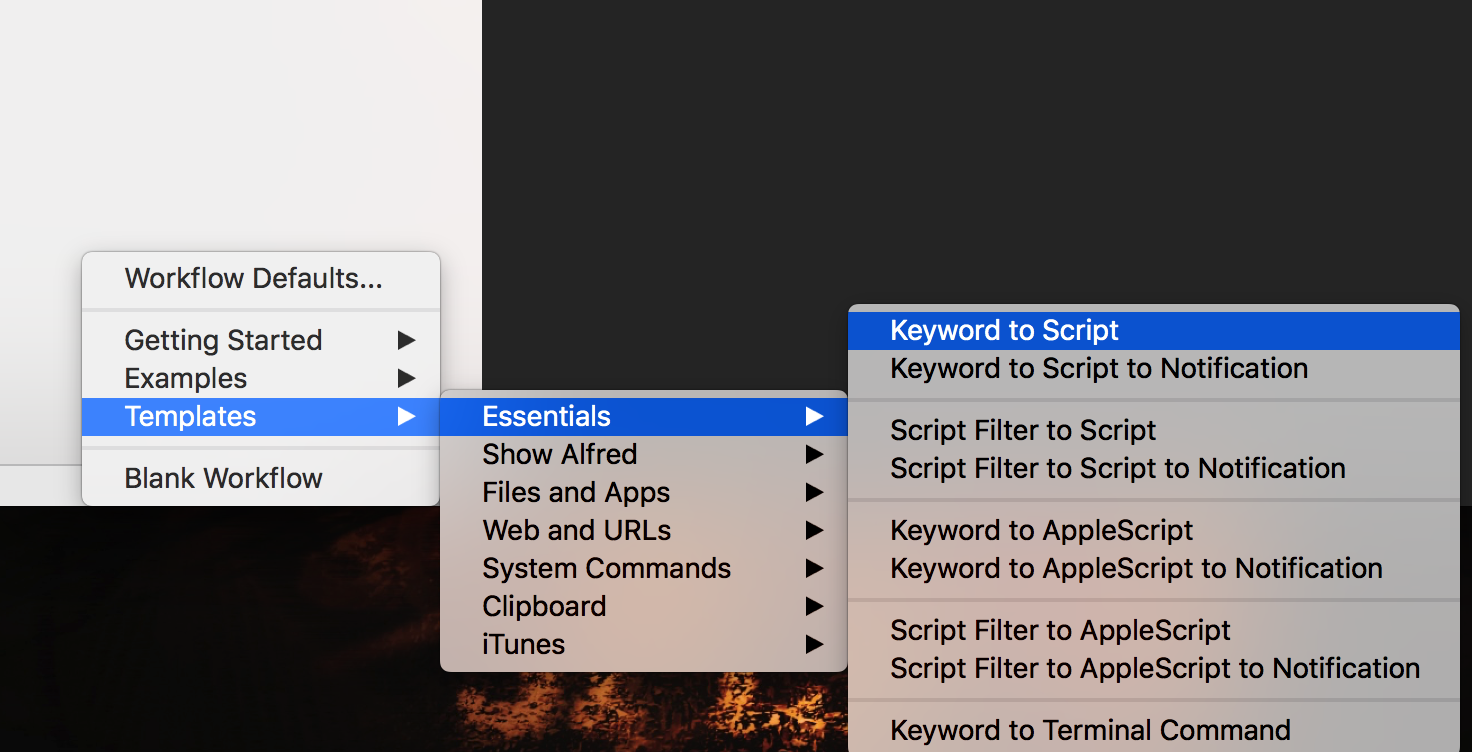 Workflow Defaults...
Getting Started
Examples
Templates
Blank Workflow
Essentials
Show Alfred
Files and Apps
Web and URLs
System Commands
Clipboard
iTunes
Keyword to Script
Keyword to Script to Notification
Script Filter to Script
Script Filter to Script to Notification
Keyword to AppleScript
Keyword to AppleScript to Notification
Script Filter to AppleScript
Script Filter to AppleScript to Notification
Keyword to Terminal Command